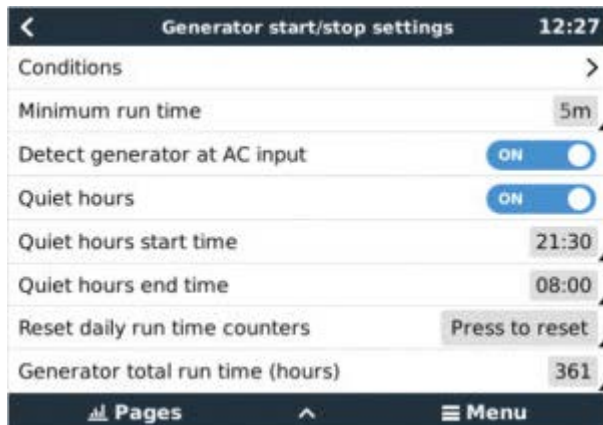 Generator start/stop settings 12:27
Conditions
Minimum run time 5m
Detect generator at AC input ON
Quiet hours ON
Quiet hours start time 21:30
Quiet hours end time 08:00
Reset daily run time counters Press to reset
Generator total run time (hours) 361
Pages Menu